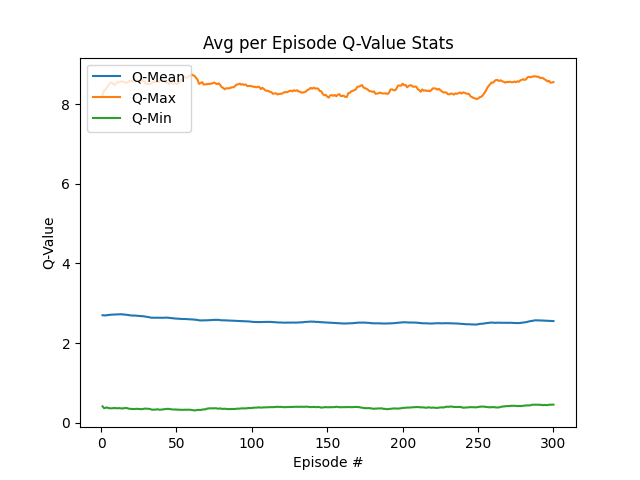 Avg per Episode Q-Value Stats
Q-Mean
Q-Max
Q-Min
Q-Value
8
6
4
2
0
0 50 100 150 200 250 300
Episode #